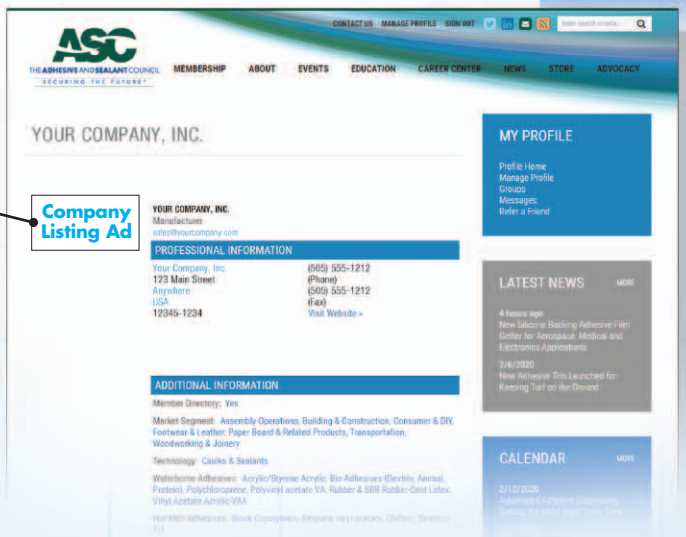 CONTACT US MANAGE PROFILE SIGN OUT
ASC
THE ADHESIVE AND SEALANT COUNCIL
SECURING THE FUTURE
MEMBERSHIP ABOUT EVENTS EDUCATION CAREER CENTER NEWS STORE ADVOCACY
YOUR COMPANY, INC.
Company
Listing Ad
YOUR COMPANY, INC.
Manufacturer
sales@yourcompany.com
PROFESSIONAL INFORMATION
Your Company, Inc.
123 Main Street
Anywhere
USA
12345-1234
(505) 555-1212
(Phone)
(505) 555-1212
(Fax)
Visit Website »
ADDITIONAL INFORMATION
Member Directory: Yes
Market Segment: Assembly Operations, Building & Construction, Consumer & DIY,
Footwear & Leather, Paper Board & Related Products, Transportation,
Woodworking & Joinery
Technology: Caulks & Sealants
Waterborne Adhesives: Acrylic/Styrene Acrylic, Bio Adhesives (Dextrin, Animal,
Protein), Polychloroprene, Polyvinyl acetate VA, Rubber & SBR Rubber-Cold Latex,
Vinyl Acetate Acrylic-VAA
Hot Melt Adhesives: Block Copolymers, Ethylene
MY PROFILE
Profile Home
Manage Profile
Groups
Messages
Refer a Friend
LATEST NEWS MORE
4 hours ago
New Silicone Backing Adhesive Film
Getter for Aerospace, Medical and
Electronics Applications
2/6/2020
New Adhesive Trio Launched for
Keeping Turf on the Ground
CALENDAR MORE
2/12/2020